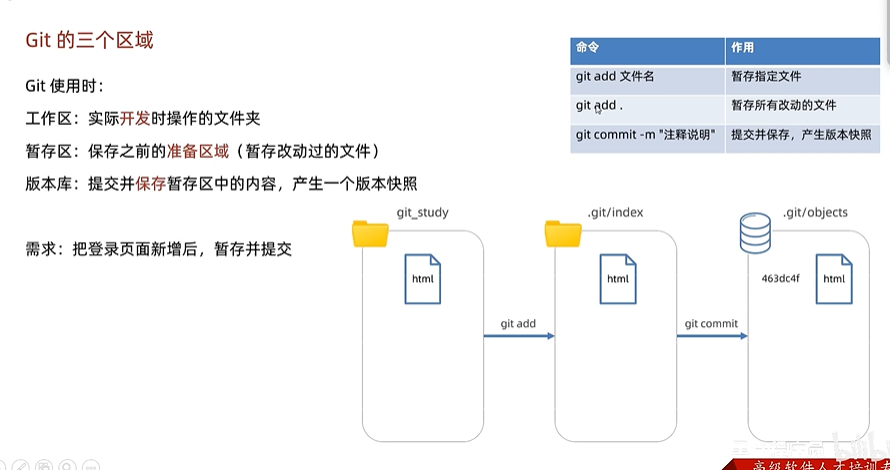 Git 的三个区域
Git 使用时：
工作区：实际开发时操作的文件夹
暂存区：保存之前的准备区域（暂存改动过的文件）
版本库：提交并保存暂存区中的内容，产生一个版本快照
需求：把登录页面新增后，暂存并提交
命令 作用
git add 文件名 暂存指定文件
git add . 暂存所有改动的文件
git commit -m "注释说明" 提交并保存，产生版本快照
git_study
.git/index
.git/objects
html
html
463dc4f
html
git add
git commit
高级软件人才培训